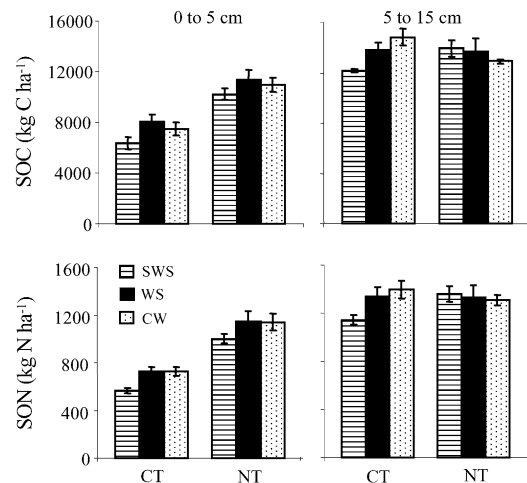 0 to 5 cm
5 to 15 cm
SOC (kg C ha⁻¹)
16000
12000
8000
4000
0
SON (kg N ha⁻¹)
1600
1200
800
400
0
SWS
WS
CW
CT
NT
CT
NT